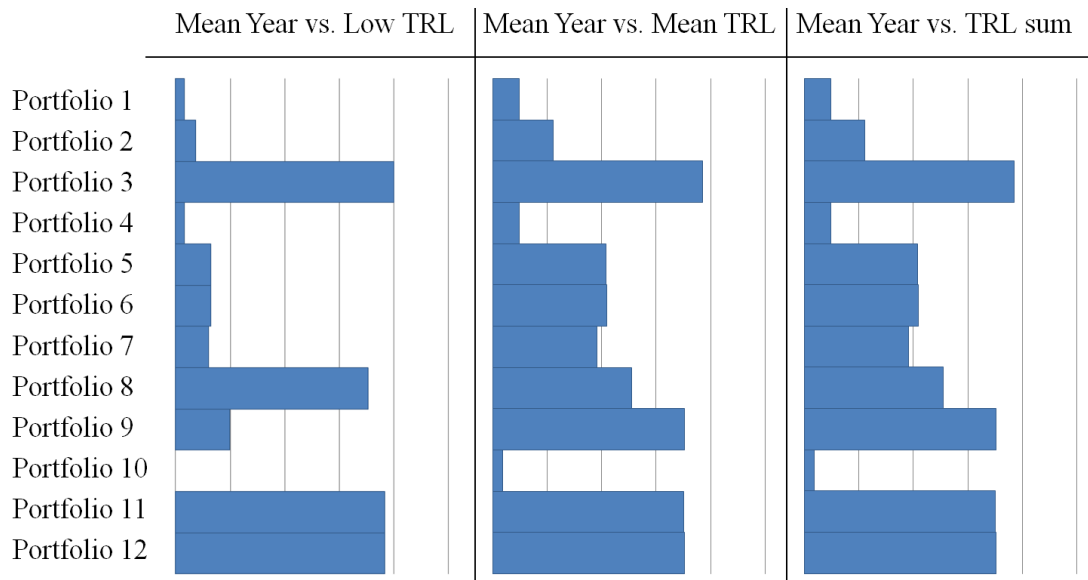 Mean Year vs. Low TRL
Mean Year vs. Mean TRL
Mean Year vs. TRL sum
Portfolio 1
Portfolio 2
Portfolio 3
Portfolio 4
Portfolio 5
Portfolio 6
Portfolio 7
Portfolio 8
Portfolio 9
Portfolio 10
Portfolio 11
Portfolio 12